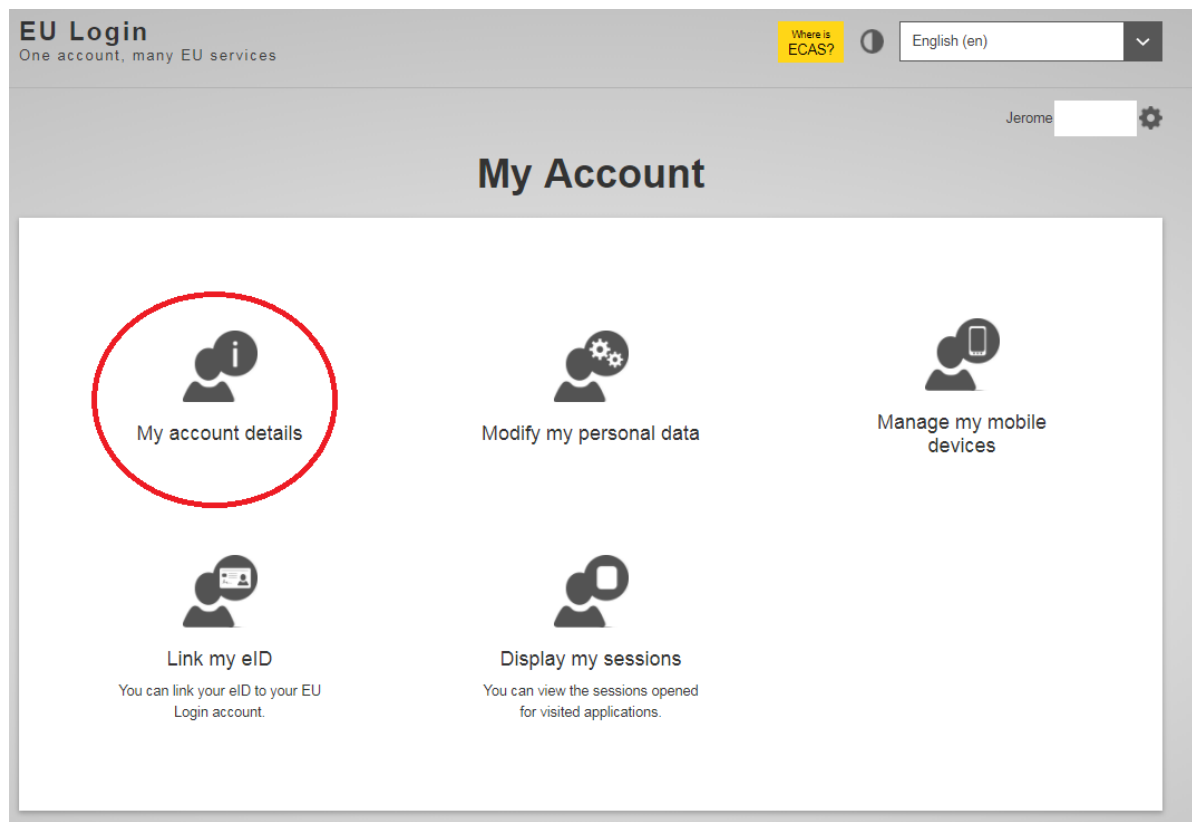 EU Login
One account, many EU services
Where is
ECAS?
English (en)
Jerome
My Account
My account details
Modify my personal data
Manage my mobile
devices
Link my eID
You can link your eID to your EU
Login account.
Display my sessions
You can view the sessions opened
for visited applications.